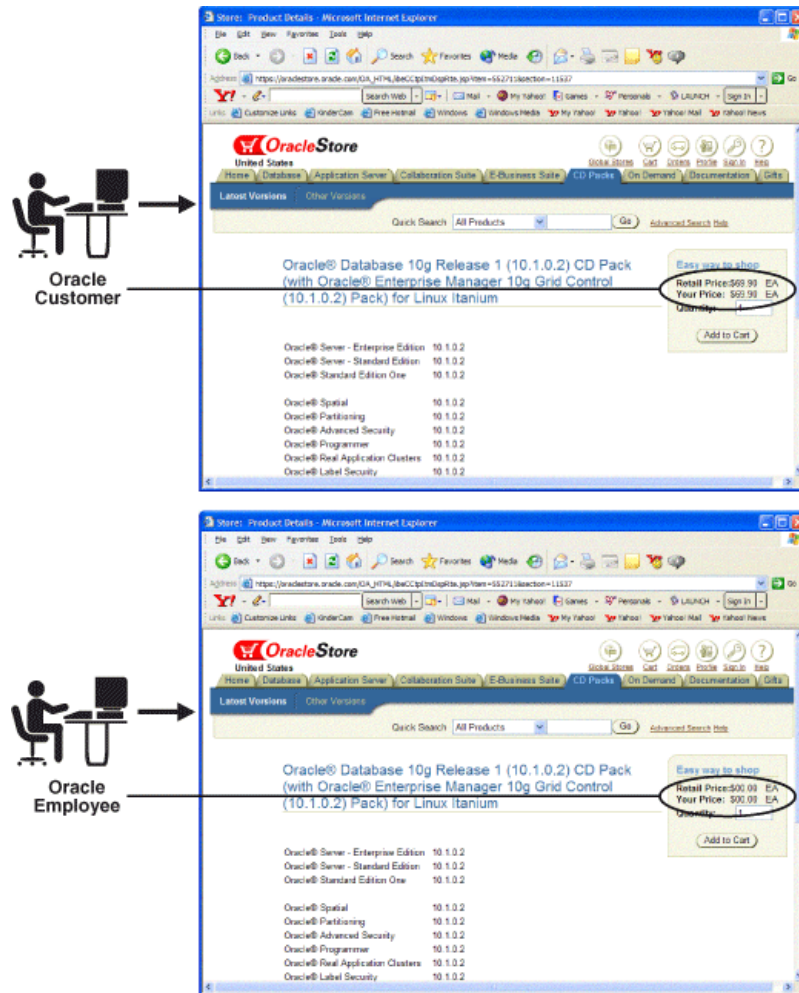 Store: Product Details - Microsoft Internet Explorer
File Edit View Favorites Tools Help
Back Search Favorites Media
Address Go
Search Web Mail My Yahoo! Games Personals LAUNCH Sign In
Links Customize Links KinderCam Free Hotmail Windows Windows Media My Yahoo! Yahoo! Yahoo! Mail Yahoo! News
OracleStore
United States
Global Stores Cart Orders Profile Sign In Help
Home Database Application Server Collaboration Suite E-Business Suite CD Packs On Demand Documentation Gifts
Latest Versions Other Versions
Quick Search All Products Go Advanced Search Help
Oracle Customer
Oracle® Database 10g Release 1 (10.1.0.2) CD Pack
(with Oracle® Enterprise Manager 10g Grid Control
(10.1.0.2) Pack) for Linux Itanium
Easy way to shop
Retail Price:$69.90 EA
Your Price: $69.90 EA
Quantity: 1
Add to Cart
Oracle® Server - Enterprise Edition 10.1.0.2
Oracle® Server - Standard Edition 10.1.0.2
Oracle® Standard Edition One 10.1.0.2
Oracle® Spatial 10.1.0.2
Oracle® Partitioning 10.1.0.2
Oracle® Advanced Security 10.1.0.2
Oracle® Programmer 10.1.0.2
Oracle® Real Application Clusters 10.1.0.2
Oracle® Label Security 10.1.0.2
Store: Product Details - Microsoft Internet Explorer
File Edit View Favorites Tools Help
Back Search Favorites Media
Address Go
Search Web Mail My Yahoo! Games Personals LAUNCH Sign In
Links Customize Links KinderCam Free Hotmail Windows Windows Media My Yahoo! Yahoo! Yahoo! Mail Yahoo! News
OracleStore
United States
Global Stores Cart Orders Profile Sign In Help
Home Database Application Server Collaboration Suite E-Business Suite CD Packs On Demand Documentation Gifts
Latest Versions Other Versions
Quick Search All Products Go Advanced Search Help
Oracle Employee
Oracle® Database 10g Release 1 (10.1.0.2) CD Pack
(with Oracle® Enterprise Manager 10g Grid Control
(10.1.0.2) Pack) for Linux Itanium
Easy way to shop
Retail Price:$00.00 EA
Your Price: $00.00 EA
Quantity: 1
Add to Cart
Oracle® Server - Enterprise Edition 10.1.0.2
Oracle® Server - Standard Edition 10.1.0.2
Oracle® Standard Edition One 10.1.0.2
Oracle® Spatial 10.1.0.2
Oracle® Partitioning 10.1.0.2
Oracle® Advanced Security 10.1.0.2
Oracle® Programmer 10.1.0.2
Oracle® Real Application Clusters 10.1.0.2
Oracle® Label Security 10.1.0.2